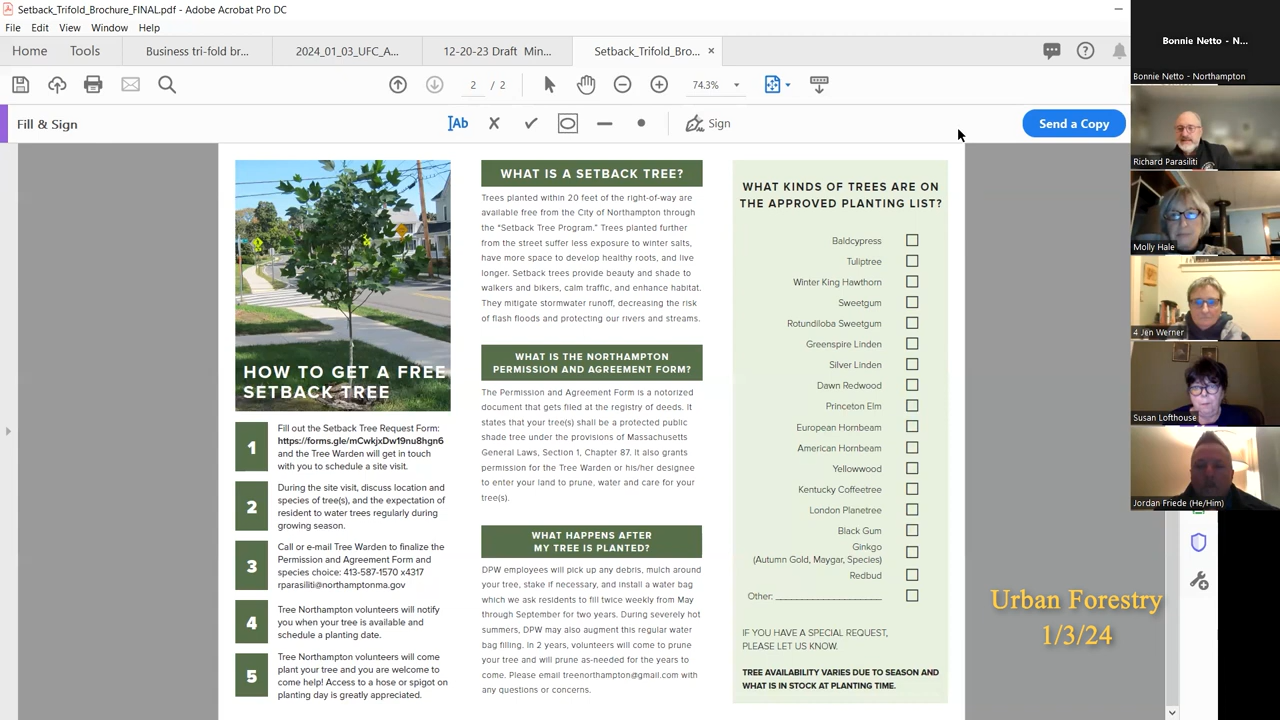 Setback_Trifold_Brochure_FINAL.pdf - Adobe Acrobat Pro DC
File Edit View Window Help
Home Tools Business tri-fold br... 2024_01_03_UFC_A... 12-20-23 Draft Min... Setback_Trifold_Bro... ×
2 / 2 74.3%
Fill & Sign
Ab Sign
Send a Copy
HOW TO GET A FREE
SETBACK TREE
1
Fill out the Setback Tree Request Form:
https://forms.gle/mCwkjxDw19nu8hgn6
and the Tree Warden will get in touch
with you to schedule a site visit.
2
During the site visit, discuss location and
species of tree(s), and the expectation of
resident to water trees regularly during
growing season.
3
Call or e-mail Tree Warden to finalize the
Permission and Agreement Form and
species choice: 413-587-1570 x4317
rparasiliti@northamptonma.gov
4
Tree Northampton volunteers will notify
you when your tree is available and
schedule a planting date.
5
Tree Northampton volunteers will come
plant your tree and you are welcome to
come help! Access to a hose or spigot on
planting day is greatly appreciated.
WHAT IS A SETBACK TREE?
Trees planted within 20 feet of the right-of-way are
available free from the City of Northampton through
the “Setback Tree Program.” Trees planted further
from the street suffer less exposure to winter salts,
have more space to develop healthy roots, and live
longer. Setback trees provide beauty and shade to
walkers and bikers, calm traffic, and enhance habitat.
They mitigate stormwater runoff, decreasing the risk
of flash floods and protecting our rivers and streams.
WHAT IS THE NORTHAMPTON
PERMISSION AND AGREEMENT FORM?
The Permission and Agreement Form is a notorized
document that gets filed at the registry of deeds. It
states that your tree(s) shall be a protected public
shade tree under the provisions of Massachusetts
General Laws, Section 1, Chapter 87. It also grants
permission for the Tree Warden or his/her designee
to enter your land to prune, water and care for your
tree(s).
WHAT HAPPENS AFTER
MY TREE IS PLANTED?
DPW employees will pick up any debris, mulch around
your tree, stake if necessary, and install a water bag
which we ask residents to fill twice weekly from May
through September for two years. During severely hot
summers, DPW may also augment this regular water
bag filling. In 2 years, volunteers will come to prune
your tree and will prune as-needed for the years to
come. Please email treenorthampton@gmail.com with
any questions or concerns.
WHAT KINDS OF TREES ARE ON
THE APPROVED PLANTING LIST?
Baldcypress
Tuliptree
Winter King Hawthorn
Sweetgum
Rotundiloba Sweetgum
Greenspire Linden
Silver Linden
Dawn Redwood
Princeton Elm
European Hornbeam
American Hornbeam
Yellowwood
Kentucky Coffeetree
London Planetree
Black Gum
Ginkgo
(Autumn Gold, Maygar, Species)
Redbud
Other: ____________________
IF YOU HAVE A SPECIAL REQUEST,
PLEASE LET US KNOW.
TREE AVAILABILITY VARIES DUE TO SEASON AND
WHAT IS IN STOCK AT PLANTING TIME.
Bonnie Netto - N...
Bonnie Netto - Northampton
Richard Parasiliti
Molly Hale
4 Jen Werner
Susan Lofthouse
Jordan Friede (He/Him)
Urban Forestry
1/3/24